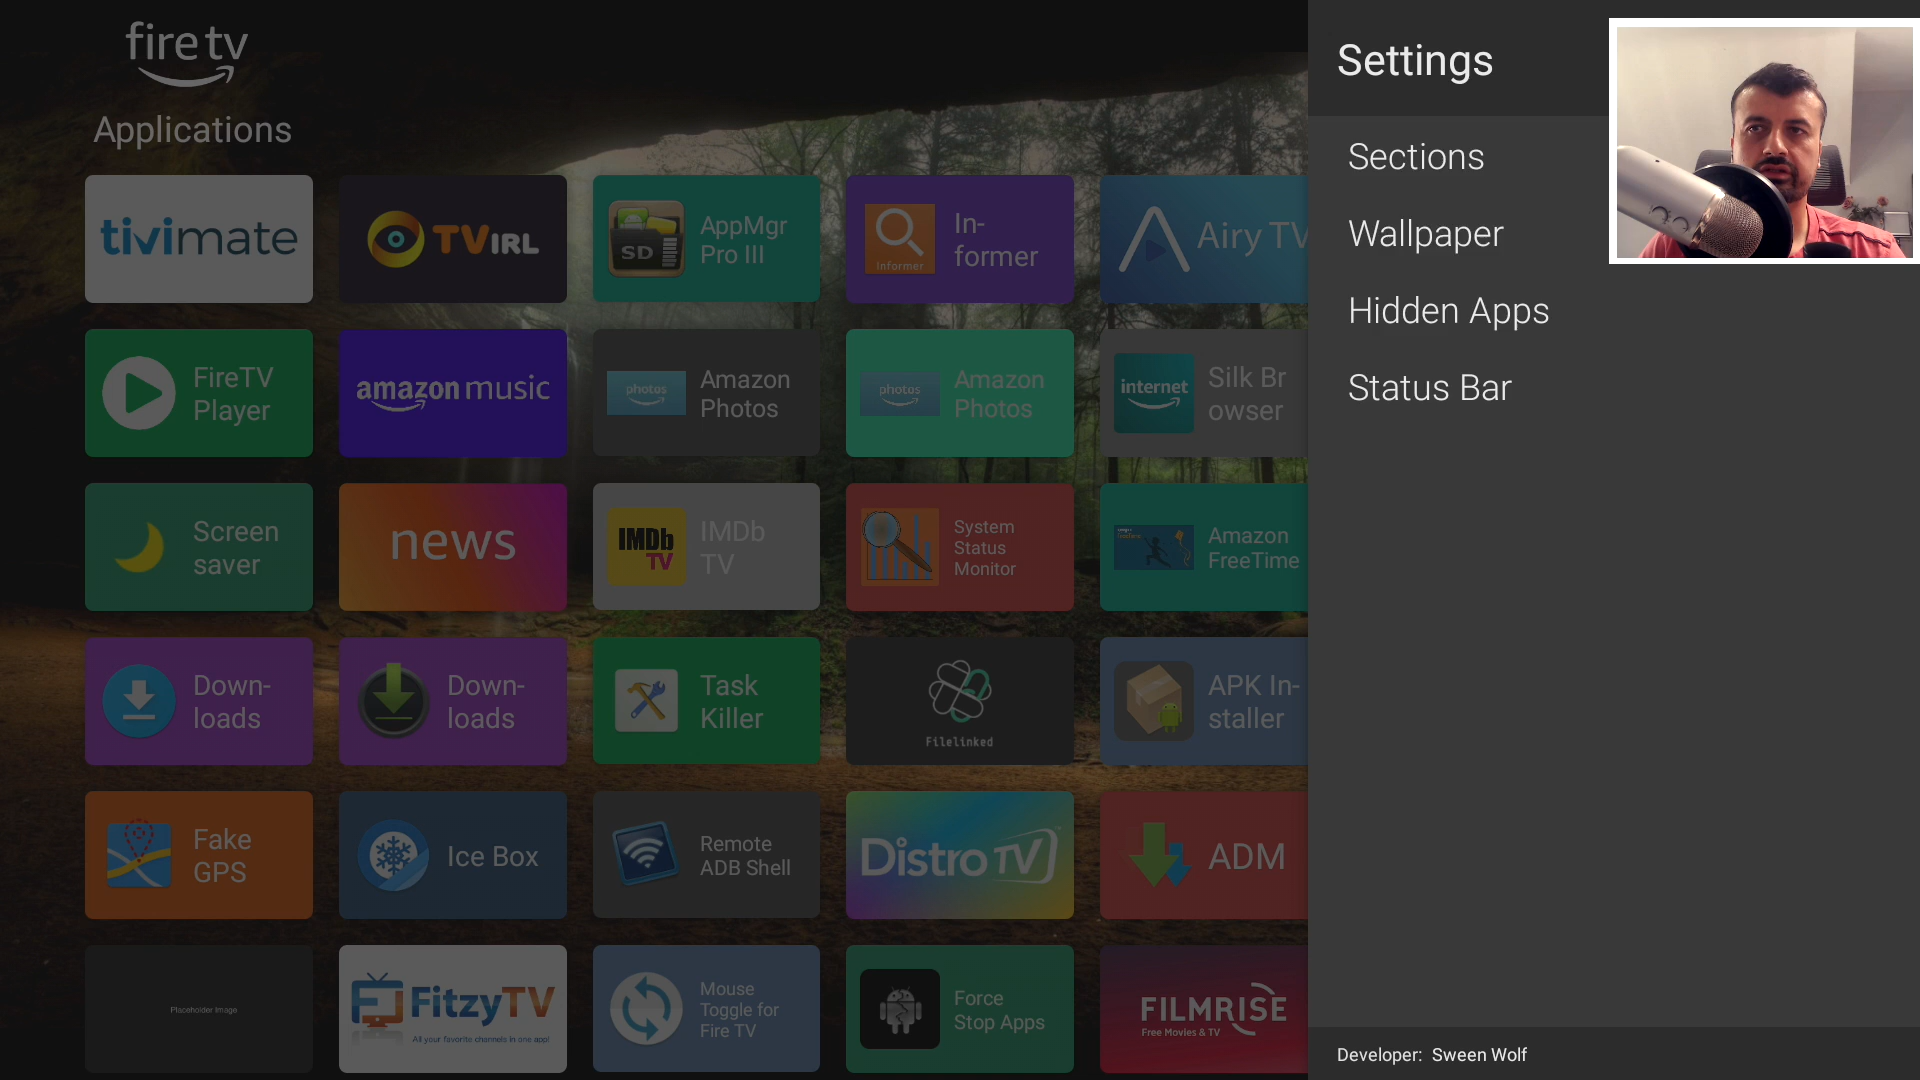 fire tv
Applications
tivimate
TVIRL
AppMgr
Pro III
SD
In-
former
Informer
Airy TV
FireTV
Player
amazon music
photos
Amazon
Photos
photos
Amazon
Photos
internet
Silk Br
owser
Screen
saver
news
IMDb
TV
IMDb
TV
System
Status
Monitor
Amazon
FreeTime
Down-
loads
Down-
loads
Task
Killer
Filelinked
APK In-
staller
Fake
GPS
Ice Box
Remote
ADB Shell
Distro TV
ADM
Placeholder Image
FitzyTV
All your favorite channels in one app!
Mouse
Toggle for
Fire TV
Force
Stop Apps
FILMRISE
Free Movies & TV
Settings
Sections
Wallpaper
Hidden Apps
Status Bar
Developer: Sween Wolf